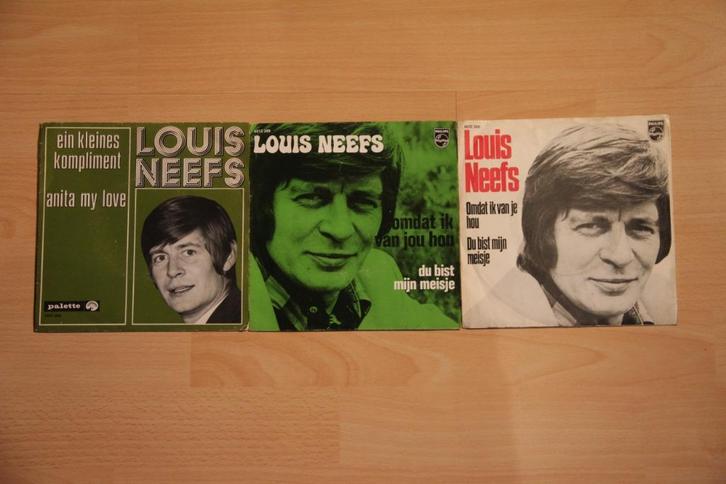 ein kleines
kompliment
anita my love
palette
LOUIS
NEEFS
LOUIS NEEFS
PHILIPS
omdat ik
van jou hou
du bist
mijn meisje
Louis
Neefs
Omdat ik van je
hou
Du bist mijn
meisje
PHILIPS